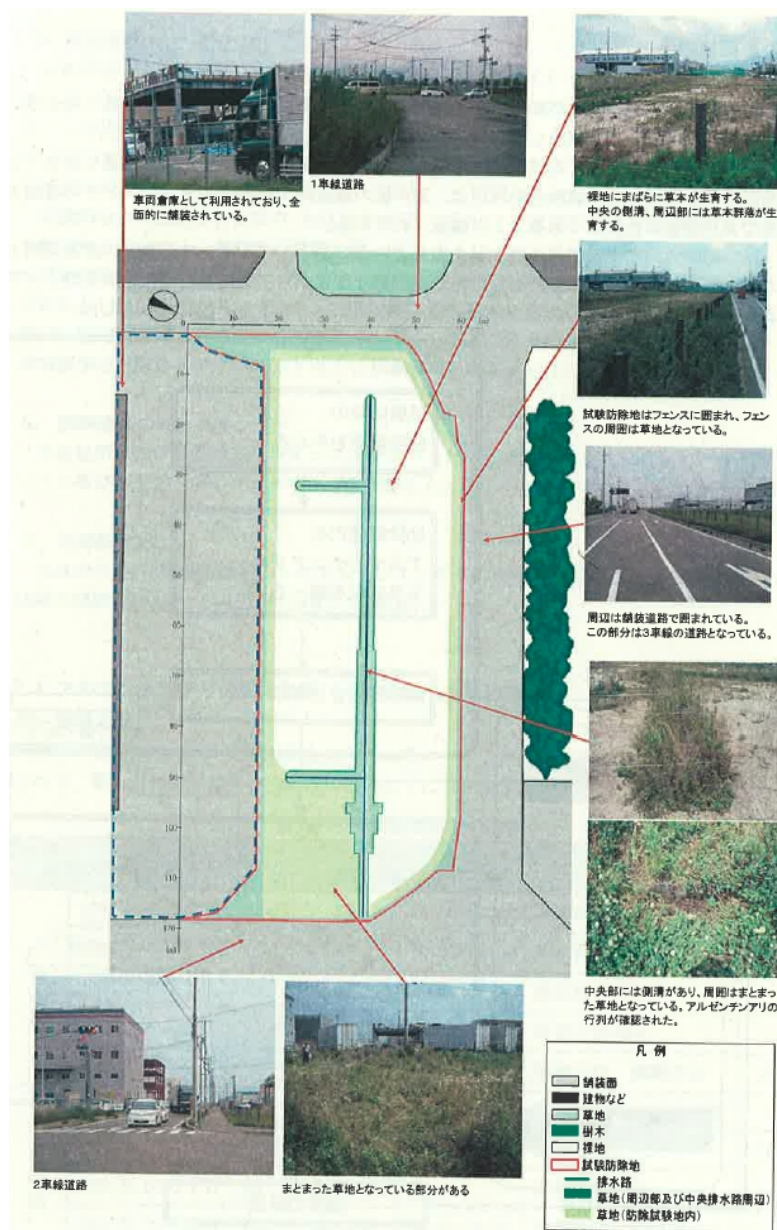 車両倉庫として利用されており、全
面的に舗装されている。
1車線道路
裸地にまばらに草本が生育する。
中央の側溝、周辺部には草本群落が生
育する。
試験防除地はフェンスに囲まれ、フェン
スの周囲は草地となっている。
周辺は舗装道路で囲まれている。
この部分は3車線の道路となっている。
中央部には側溝があり、周囲はまとまっ
た草地となっている。アルゼンチンアリの
行列が確認された。
0
10
20
30
40
50
60 (m)
90
100
110
120
(m)
2車線道路
まとまった草地となっている部分がある
凡例
舗装面
建物など
草地
樹木
裸地
試験防除地
排水路
草地(周辺部及び中央排水路周辺)
草地(防除試験地内)